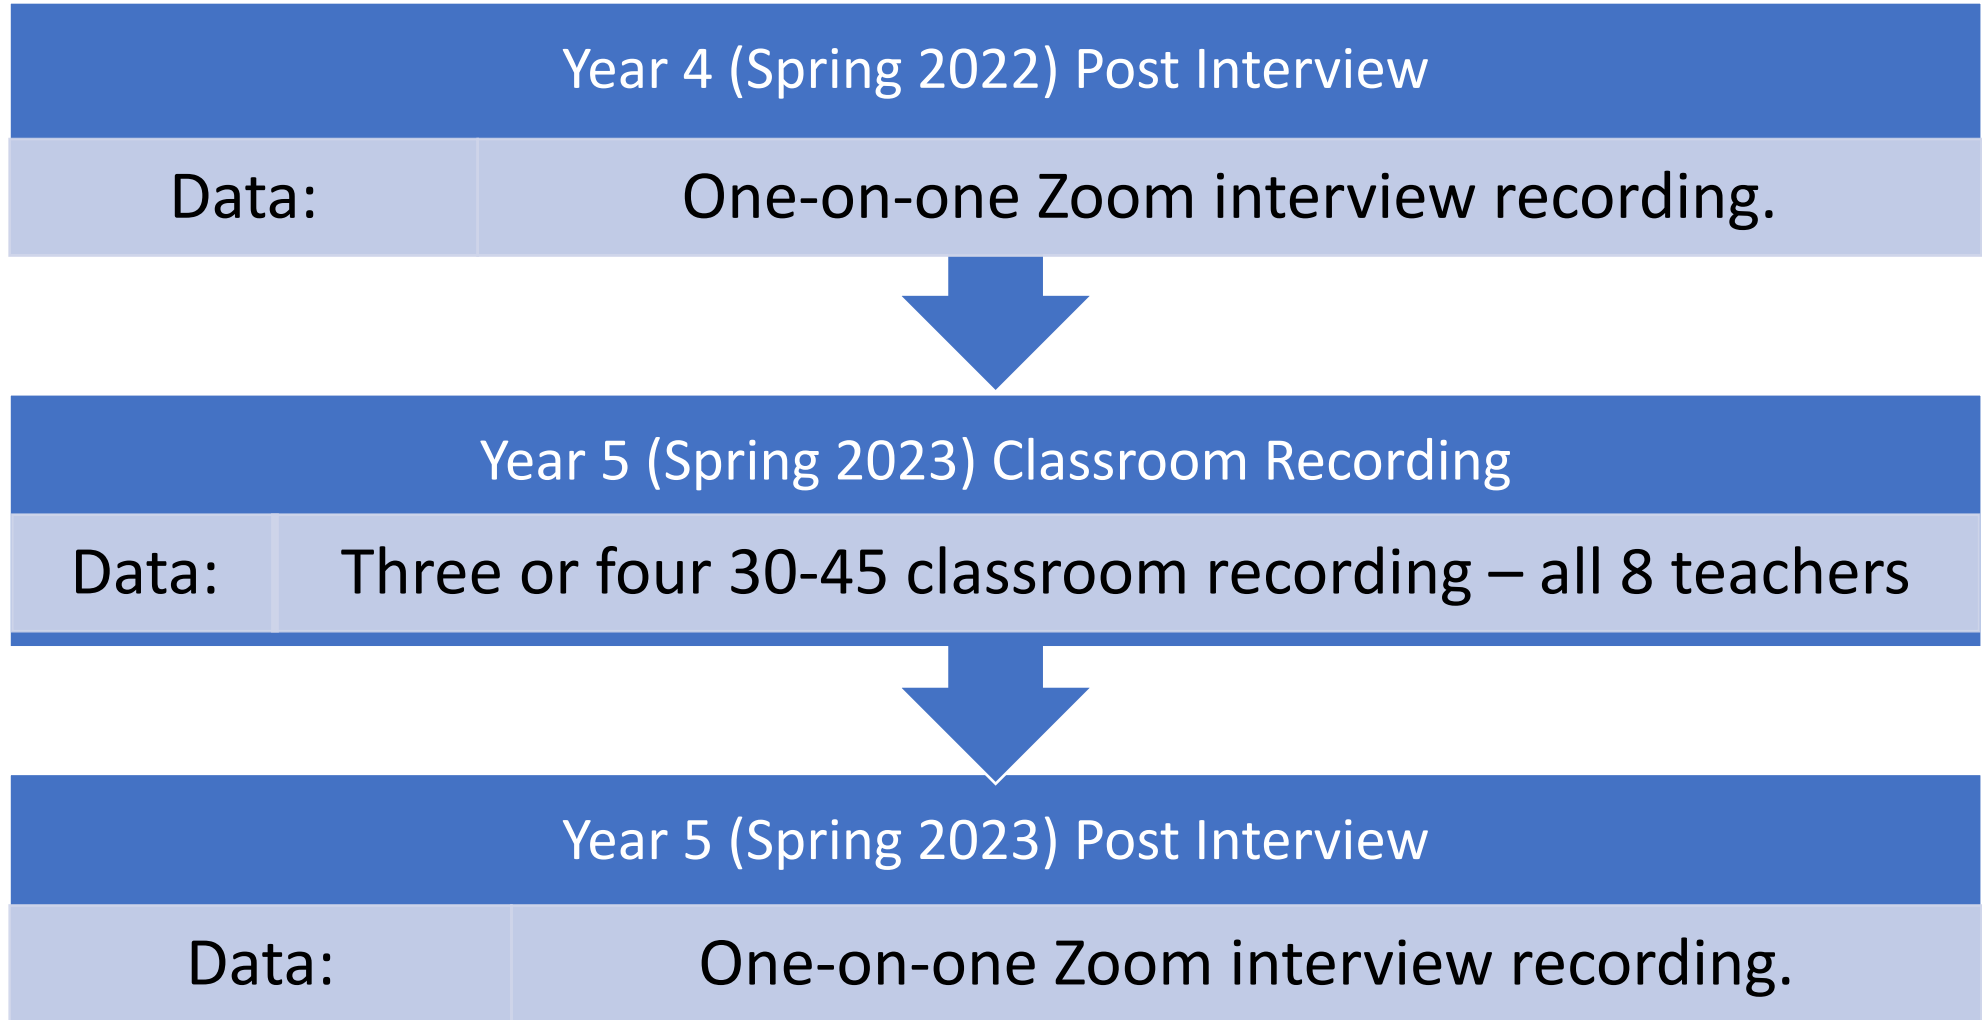 Year 4 (Spring 2022) Post Interview
Data: One-on-one Zoom interview recording.
Year 5 (Spring 2023) Classroom Recording
Data: Three or four 30-45 classroom recording – all 8 teachers
Year 5 (Spring 2023) Post Interview
Data: One-on-one Zoom interview recording.